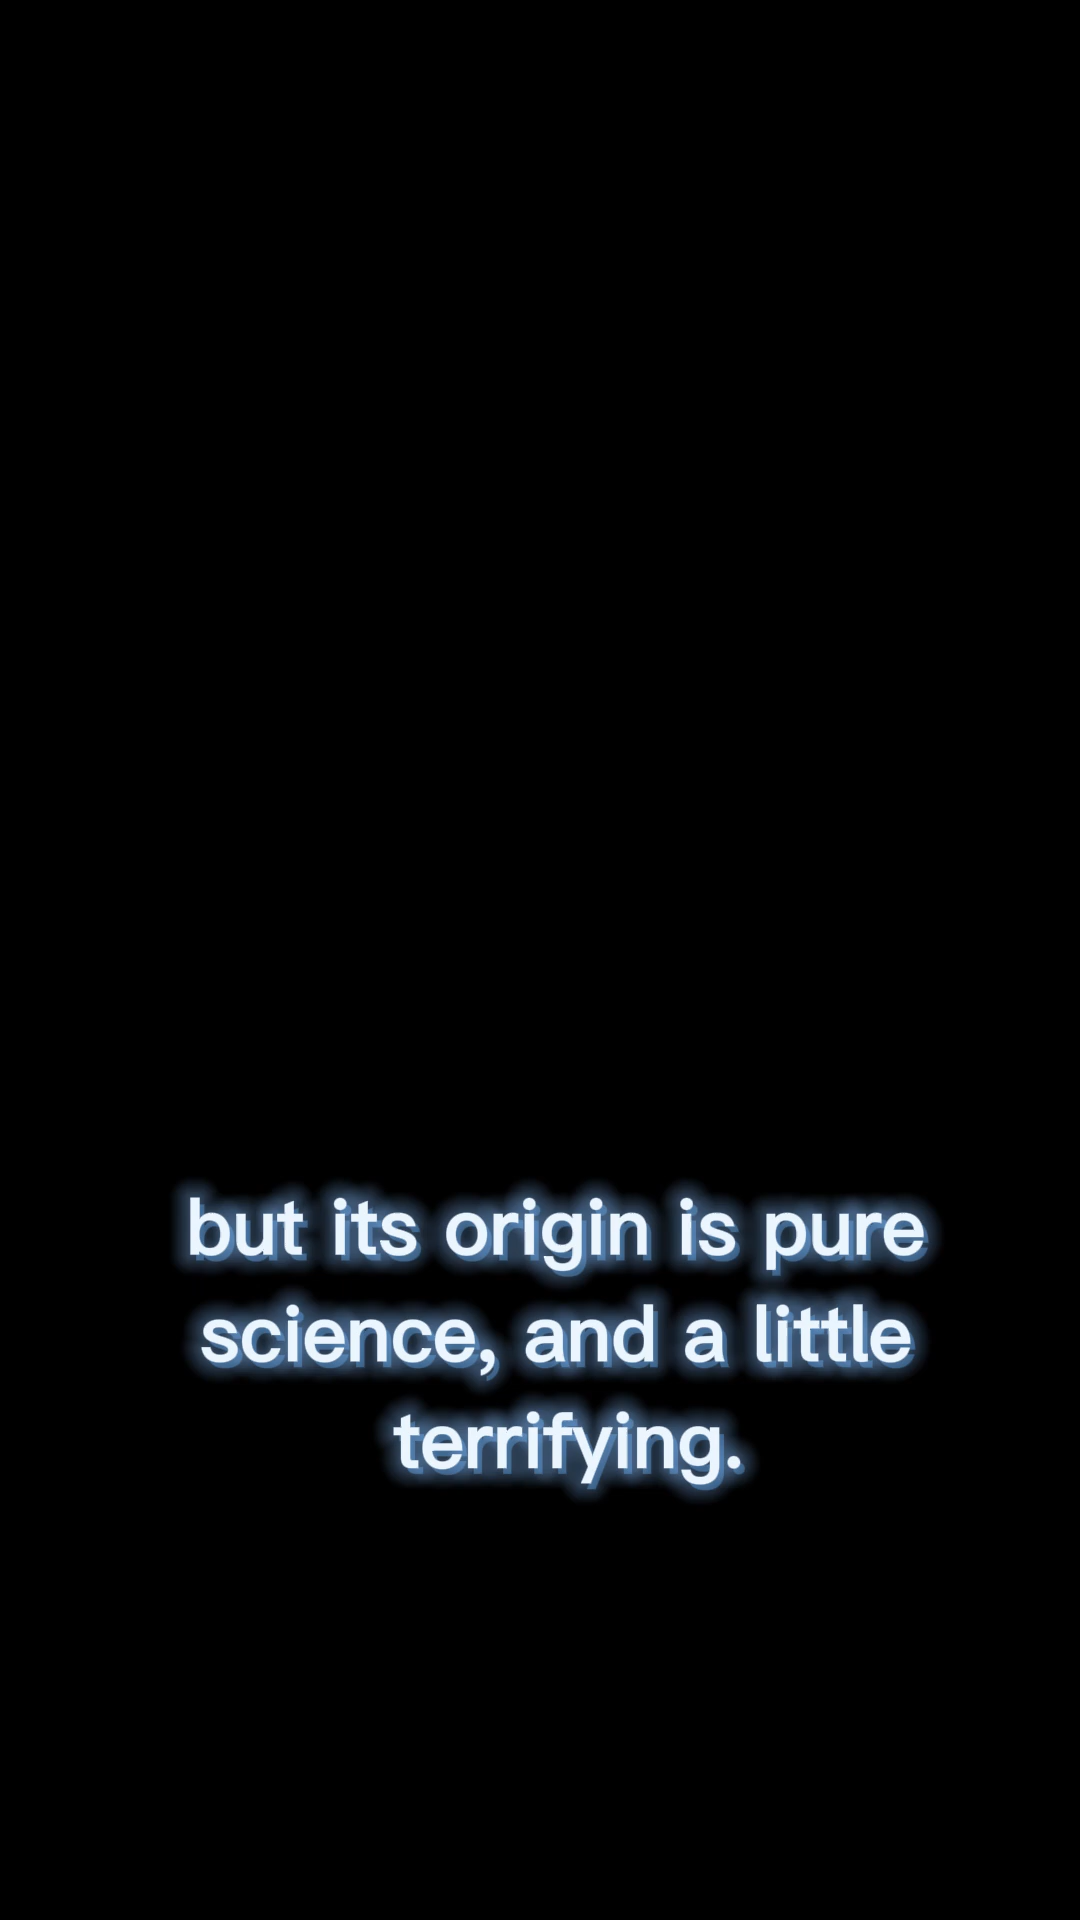 but its origin is pure
science, and a little
terrifying.